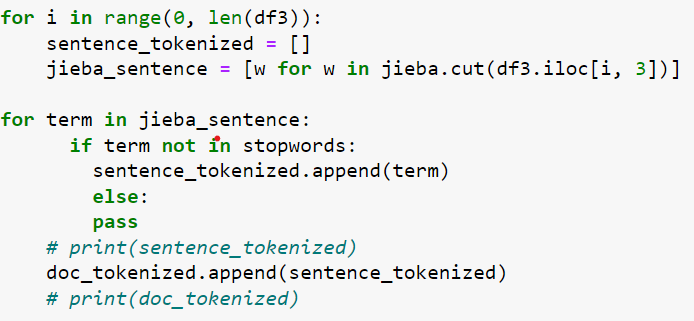 for i in range(0, len(df3)):
    sentence_tokenized = []
    jieba_sentence = [w for w in jieba.cut(df3.iloc[i, 3])]

for term in jieba_sentence:
      if term not in stopwords:
        sentence_tokenized.append(term)
        else:
        pass
    # print(sentence_tokenized)
    doc_tokenized.append(sentence_tokenized)
    # print(doc_tokenized)